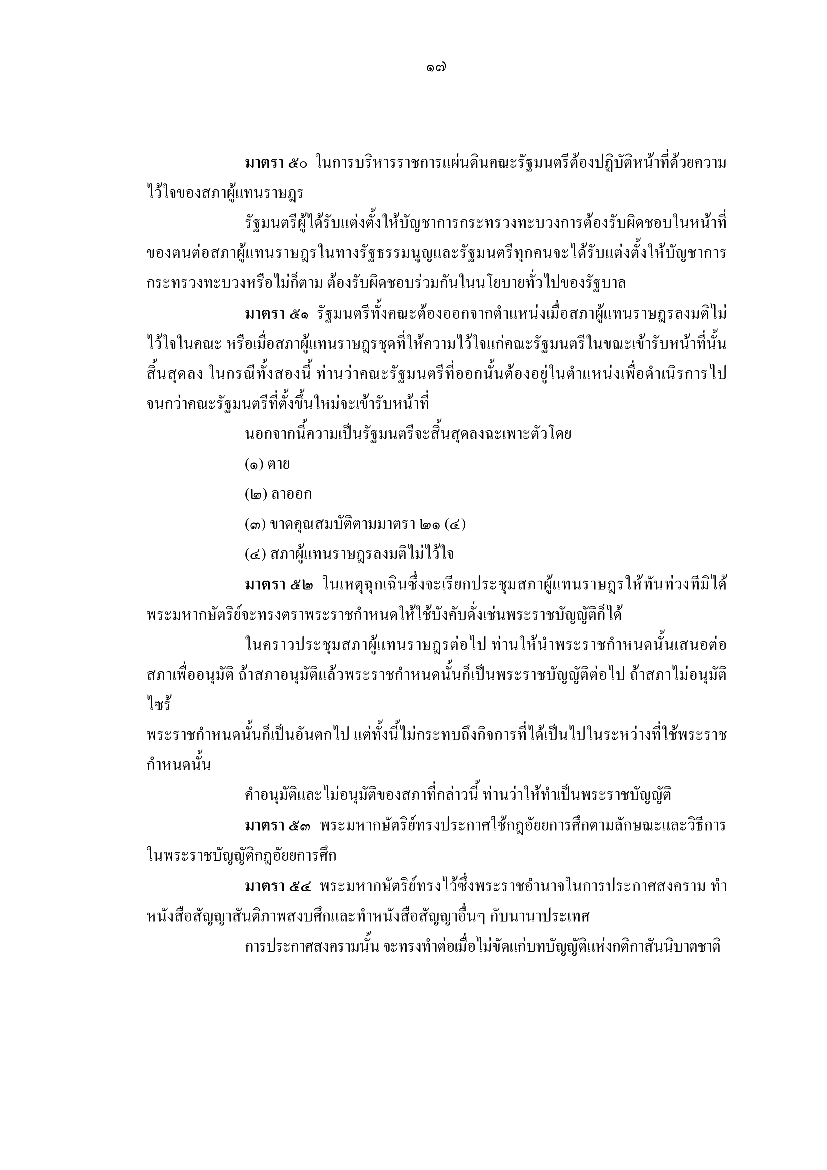 ๑๗
มาตรา ๕๐ ในการบริหารราชการแผ่นดินคณะรัฐมนตรีต้องปฏิบัติหน้าที่ด้วยความ
ไว้ใจของสภาผู้แทนราษฎร
รัฐมนตรีผู้ได้รับแต่งตั้งให้บัญชาการกระทรวงทะบวงการต้องรับผิดชอบในหน้าที่
ของตนต่อสภาผู้แทนราษฎรในทางรัฐธรรมนูญและรัฐมนตรีทุกคนจะได้รับแต่งตั้งให้บัญชาการ
กระทรวงทะบวงหรือไม่ก็ตาม ต้องรับผิดชอบร่วมกันในนโยบายทั่วไปของรัฐบาล
มาตรา ๕๑ รัฐมนตรีทั้งคณะต้องออกจากตำแหน่งเมื่อสภาผู้แทนราษฎรลงมติไม่
ไว้ใจในคณะ หรือเมื่อสภาผู้แทนราษฎรชุดที่ให้ความไว้ใจแก่คณะรัฐมนตรีในขณะเข้ารับหน้าที่นั้น
สิ้นสุดลง ในกรณีทั้งสองนี้ ท่านว่าคณะรัฐมนตรีที่ออกนั้นต้องอยู่ในตำแหน่งเพื่อดำเนิรการไป
จนกว่าคณะรัฐมนตรีที่ตั้งขึ้นใหม่จะเข้ารับหน้าที่
นอกจากนี้ความเป็นรัฐมนตรีจะสิ้นสุดลงฉะเพาะตัวโดย
(๑) ตาย
(๒) ลาออก
(๓) ขาดคุณสมบัติตามมาตรา ๒๑ (๔)
(๔) สภาผู้แทนราษฎรลงมติไม่ไว้ใจ
มาตรา ๕๒ ในเหตุฉุกเฉินซึ่งจะเรียกประชุมสภาผู้แทนราษฎรให้ทันท่วงทีมิได้
พระมหากษัตริย์จะทรงตราพระราชกำหนดให้ใช้บังคับดั่งเช่นพระราชบัญญัติก็ได้
ในคราวประชุมสภาผู้แทนราษฎรต่อไป ท่านให้นำพระราชกำหนดนั้นเสนอต่อ
สภาเพื่ออนุมัติ ถ้าสภาอนุมัติแล้วพระราชกำหนดนั้นก็เป็นพระราชบัญญัติต่อไป ถ้าสภาไม่อนุมัติ
ไซร้
พระราชกำหนดนั้นก็เป็นอันตกไป แต่ทั้งนี้ไม่กระทบถึงกิจการที่ได้เป็นไปในระหว่างที่ใช้พระราช
กำหนดนั้น
คำอนุมัติและไม่อนุมัติของสภาที่กล่าวนี้ ท่านว่าให้ทำเป็นพระราชบัญญัติ
มาตรา ๕๓ พระมหากษัตริย์ทรงประกาศใช้กฎอัยยการศึกตามลักษณะและวิธีการ
ในพระราชบัญญัติกฎอัยยการศึก
มาตรา ๕๔ พระมหากษัตริย์ทรงไว้ซึ่งพระราชอำนาจในการประกาศสงคราม ทำ
หนังสือสัญญาสันติภาพสงบศึกและทำหนังสือสัญญาอื่นๆ กับนานาประเทศ
การประกาศสงครามนั้น จะทรงทำต่อเมื่อไม่ขัดแก่บทบัญญัติแห่งกติกาสันนิบาตชาติ